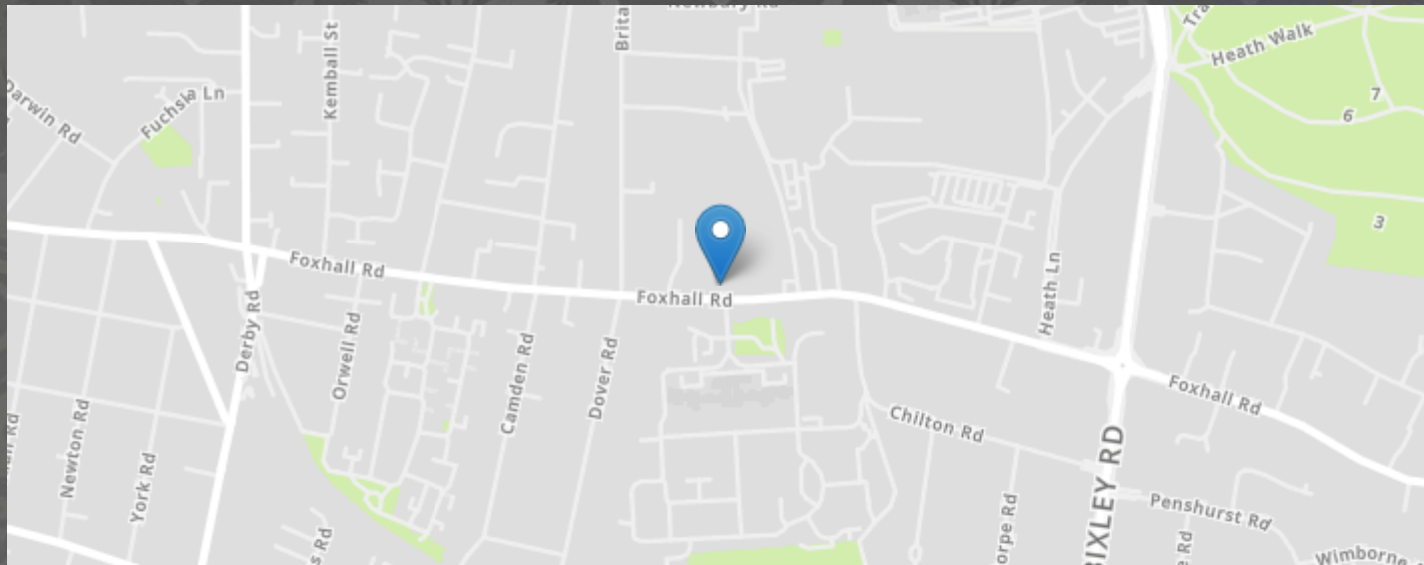 Kemball St
Heath Walk
Darwin Rd
Fuchsia Ln
7
6
3
Foxhall Rd
Foxhall Rd
Heath Ln
Derby Rd
Orwell Rd
Camden Rd
Dover Rd
Foxhall Rd
Chilton Rd
Newton Rd
York Rd
BIXLEY RD
Penshurst Rd
Wimborne